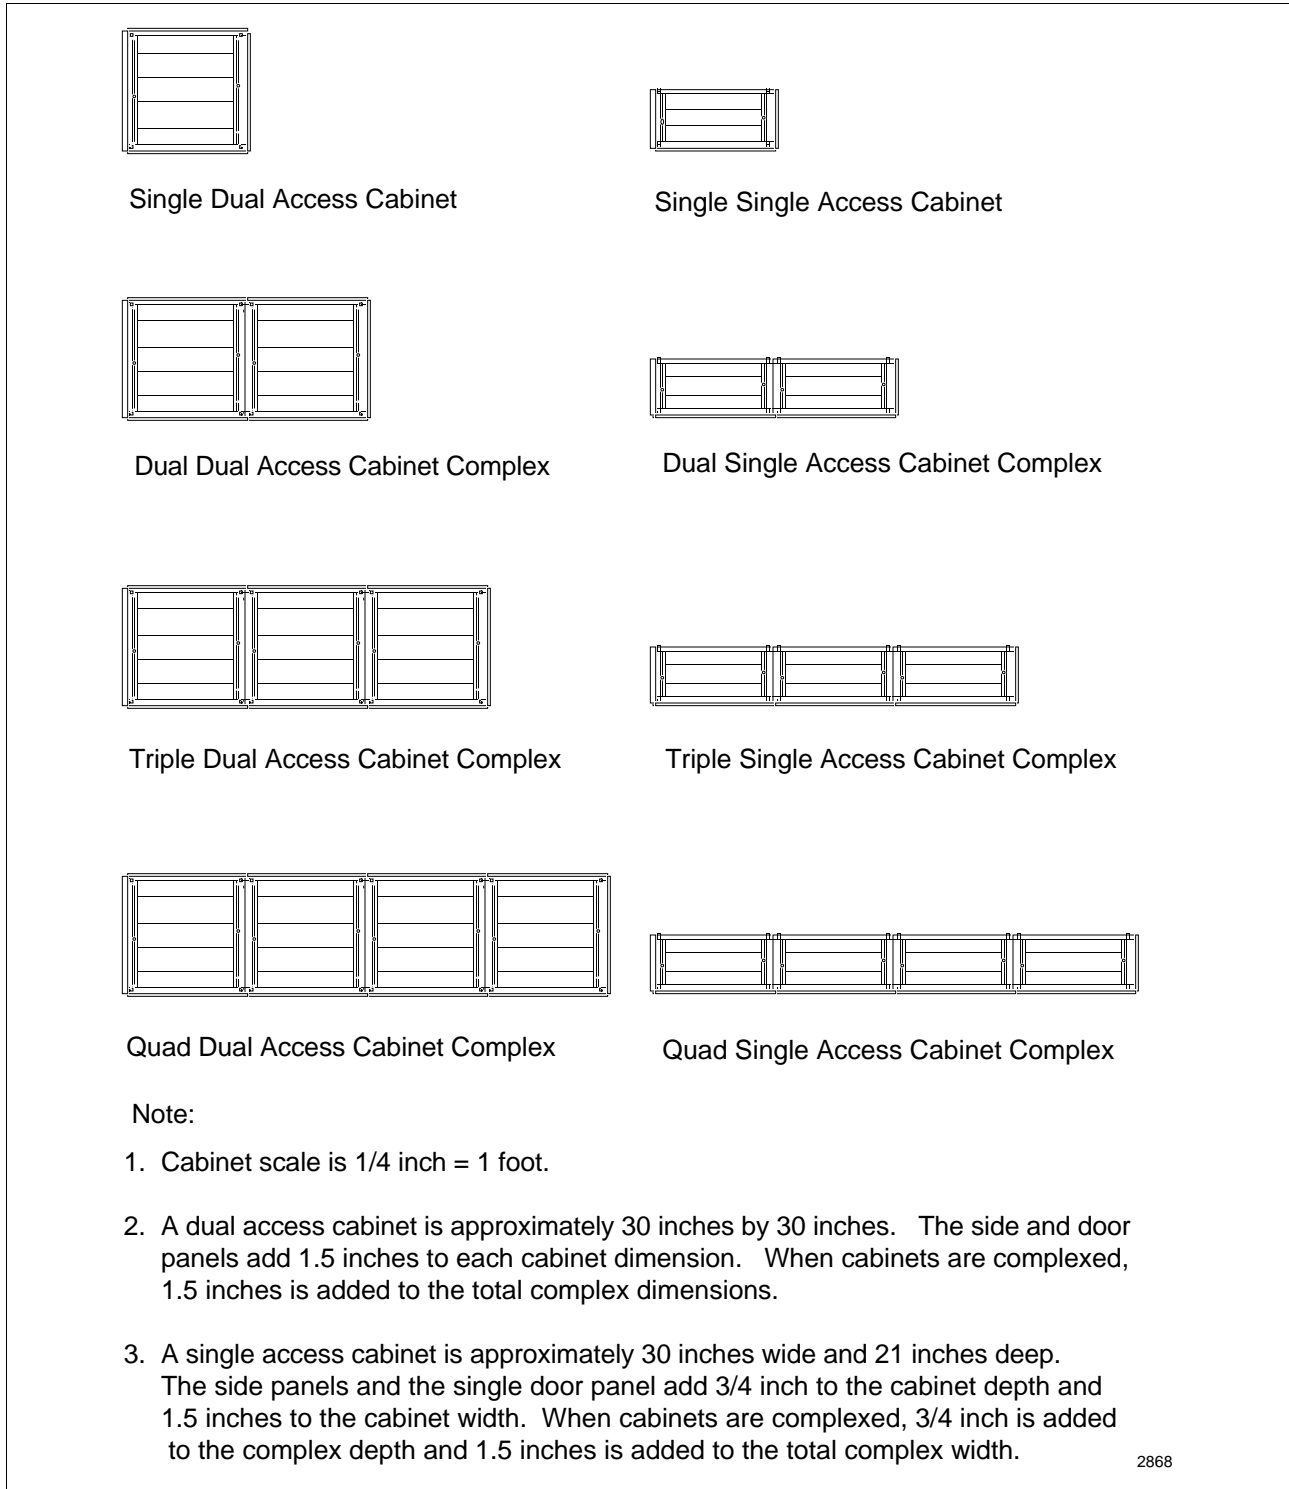 Single Dual Access Cabinet
Single Single Access Cabinet
Dual Dual Access Cabinet Complex
Dual Single Access Cabinet Complex
Triple Dual Access Cabinet Complex
Triple Single Access Cabinet Complex
Quad Dual Access Cabinet Complex
Quad Single Access Cabinet Complex
Note:
1. Cabinet scale is 1/4 inch = 1 foot.
2. A dual access cabinet is approximately 30 inches by 30 inches. The side and door
panels add 1.5 inches to each cabinet dimension. When cabinets are complexed,
1.5 inches is added to the total complex dimensions.
3. A single access cabinet is approximately 30 inches wide and 21 inches deep.
The side panels and the single door panel add 3/4 inch to the cabinet depth and
1.5 inches to the cabinet width. When cabinets are complexed, 3/4 inch is added
to the complex depth and 1.5 inches is added to the total complex width.
2868